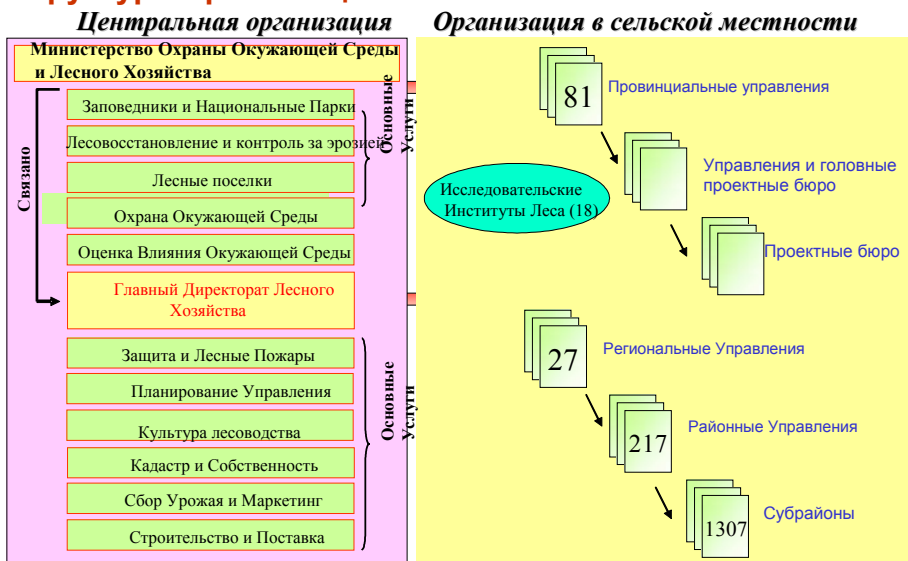 Центральная организация
Организация в сельской местности
Министерство Охраны Окружающей Среды
и Лесного Хозяйства
Связано
Заповедники и Национальные Парки
Лесовосстановление и контроль за эрозией
Лесные поселки
Охрана Окружающей Среды
Оценка Влияния Окружающей Среды
Основные
Услуги
Главный Директорат Лесного
Хозяйства
Защита и Лесные Пожары
Планирование Управления
Культура лесоводства
Кадастр и Собственность
Сбор Урожая и Маркетинг
Строительство и Поставка
Основные
Услуги
81
Провинциальные управления
Управления и головные
проектные бюро
Исследовательские
Институты Леса (18)
Проектные бюро
27
Региональные Управления
217
Районные Управления
1307
Субрайоны